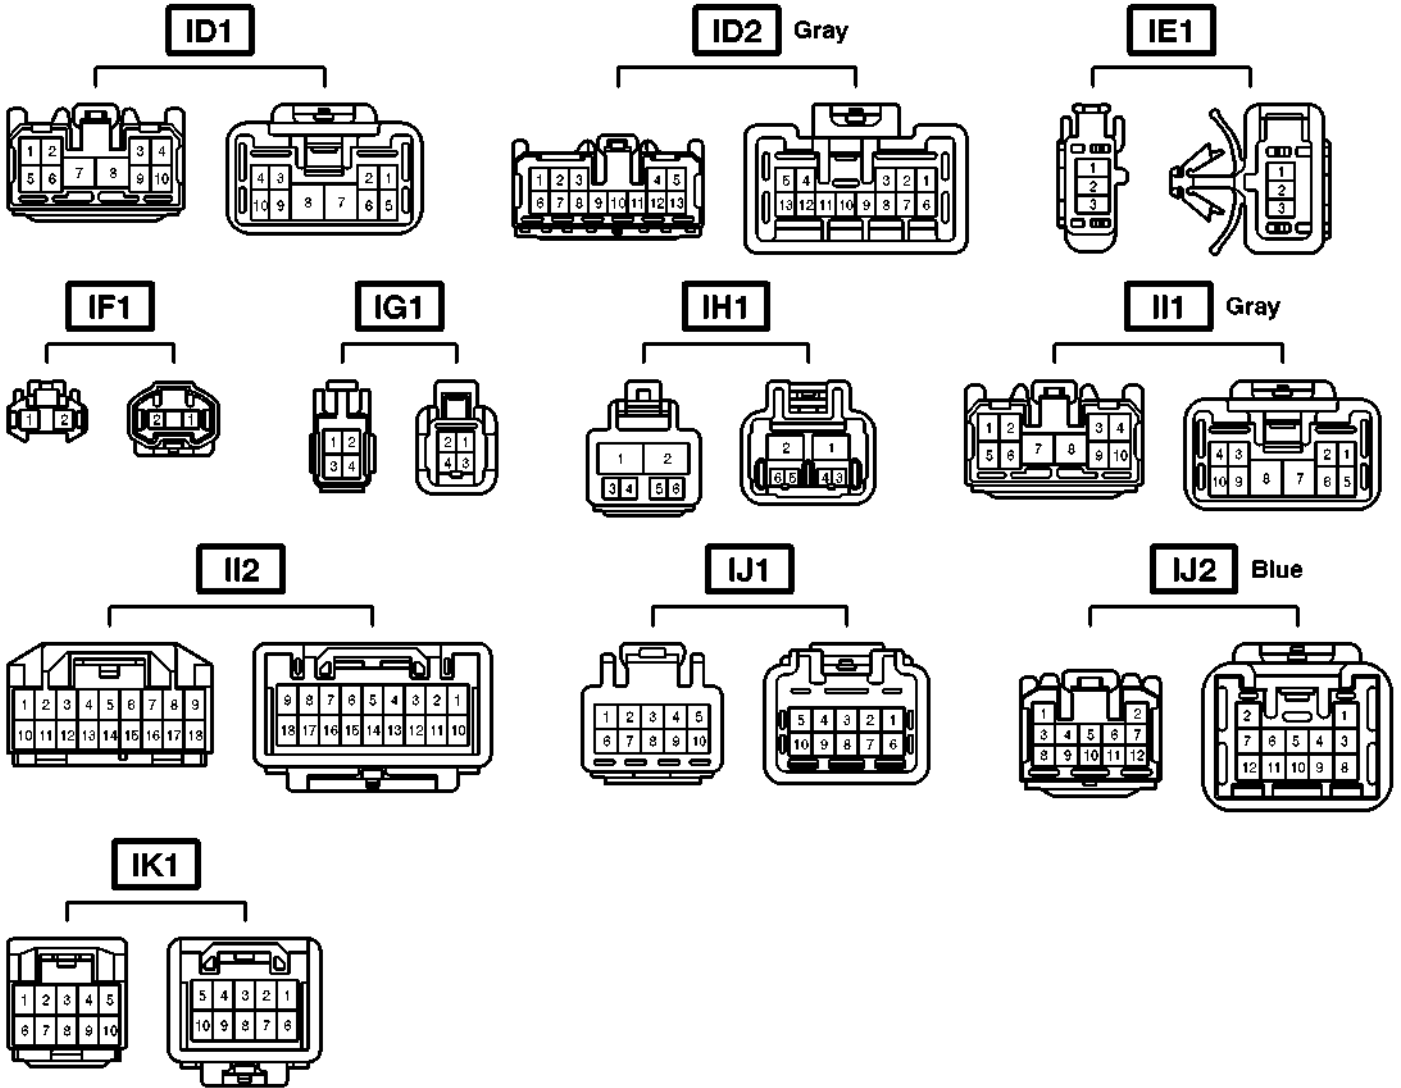 ID1
ID2 Gray
IE1
1 2 3 4
5 6 7 8 9 10
4 3 2 1
10 9 8 7 6 5
1 2 3 4 5
6 7 8 9 10 11 12 13
5 4 3 2 1
13 12 11 10 9 8 7 6
1
2
3
1
2
3
IF1
IG1
IH1
II1 Gray
1 2
2 1
1 2
3 4
2 1
4 3
1 2
3 4 5 6
2 1
6 5 4 3
1 2 3 4
5 6 7 8 9 10
4 3 2 1
10 9 8 7 6 5
II2
IJ1
IJ2 Blue
1 2 3 4 5 6 7 8 9
10 11 12 13 14 15 16 17 18
9 8 7 6 5 4 3 2 1
18 17 16 15 14 13 12 11 10
1 2 3 4 5
6 7 8 9 10
5 4 3 2 1
10 9 8 7 6
1 2
3 4 5 6 7
8 9 10 11 12
2 1
7 6 5 4 3
12 11 10 9 8
IK1
1 2 3 4 5
6 7 8 9 10
5 4 3 2 1
10 9 8 7 6